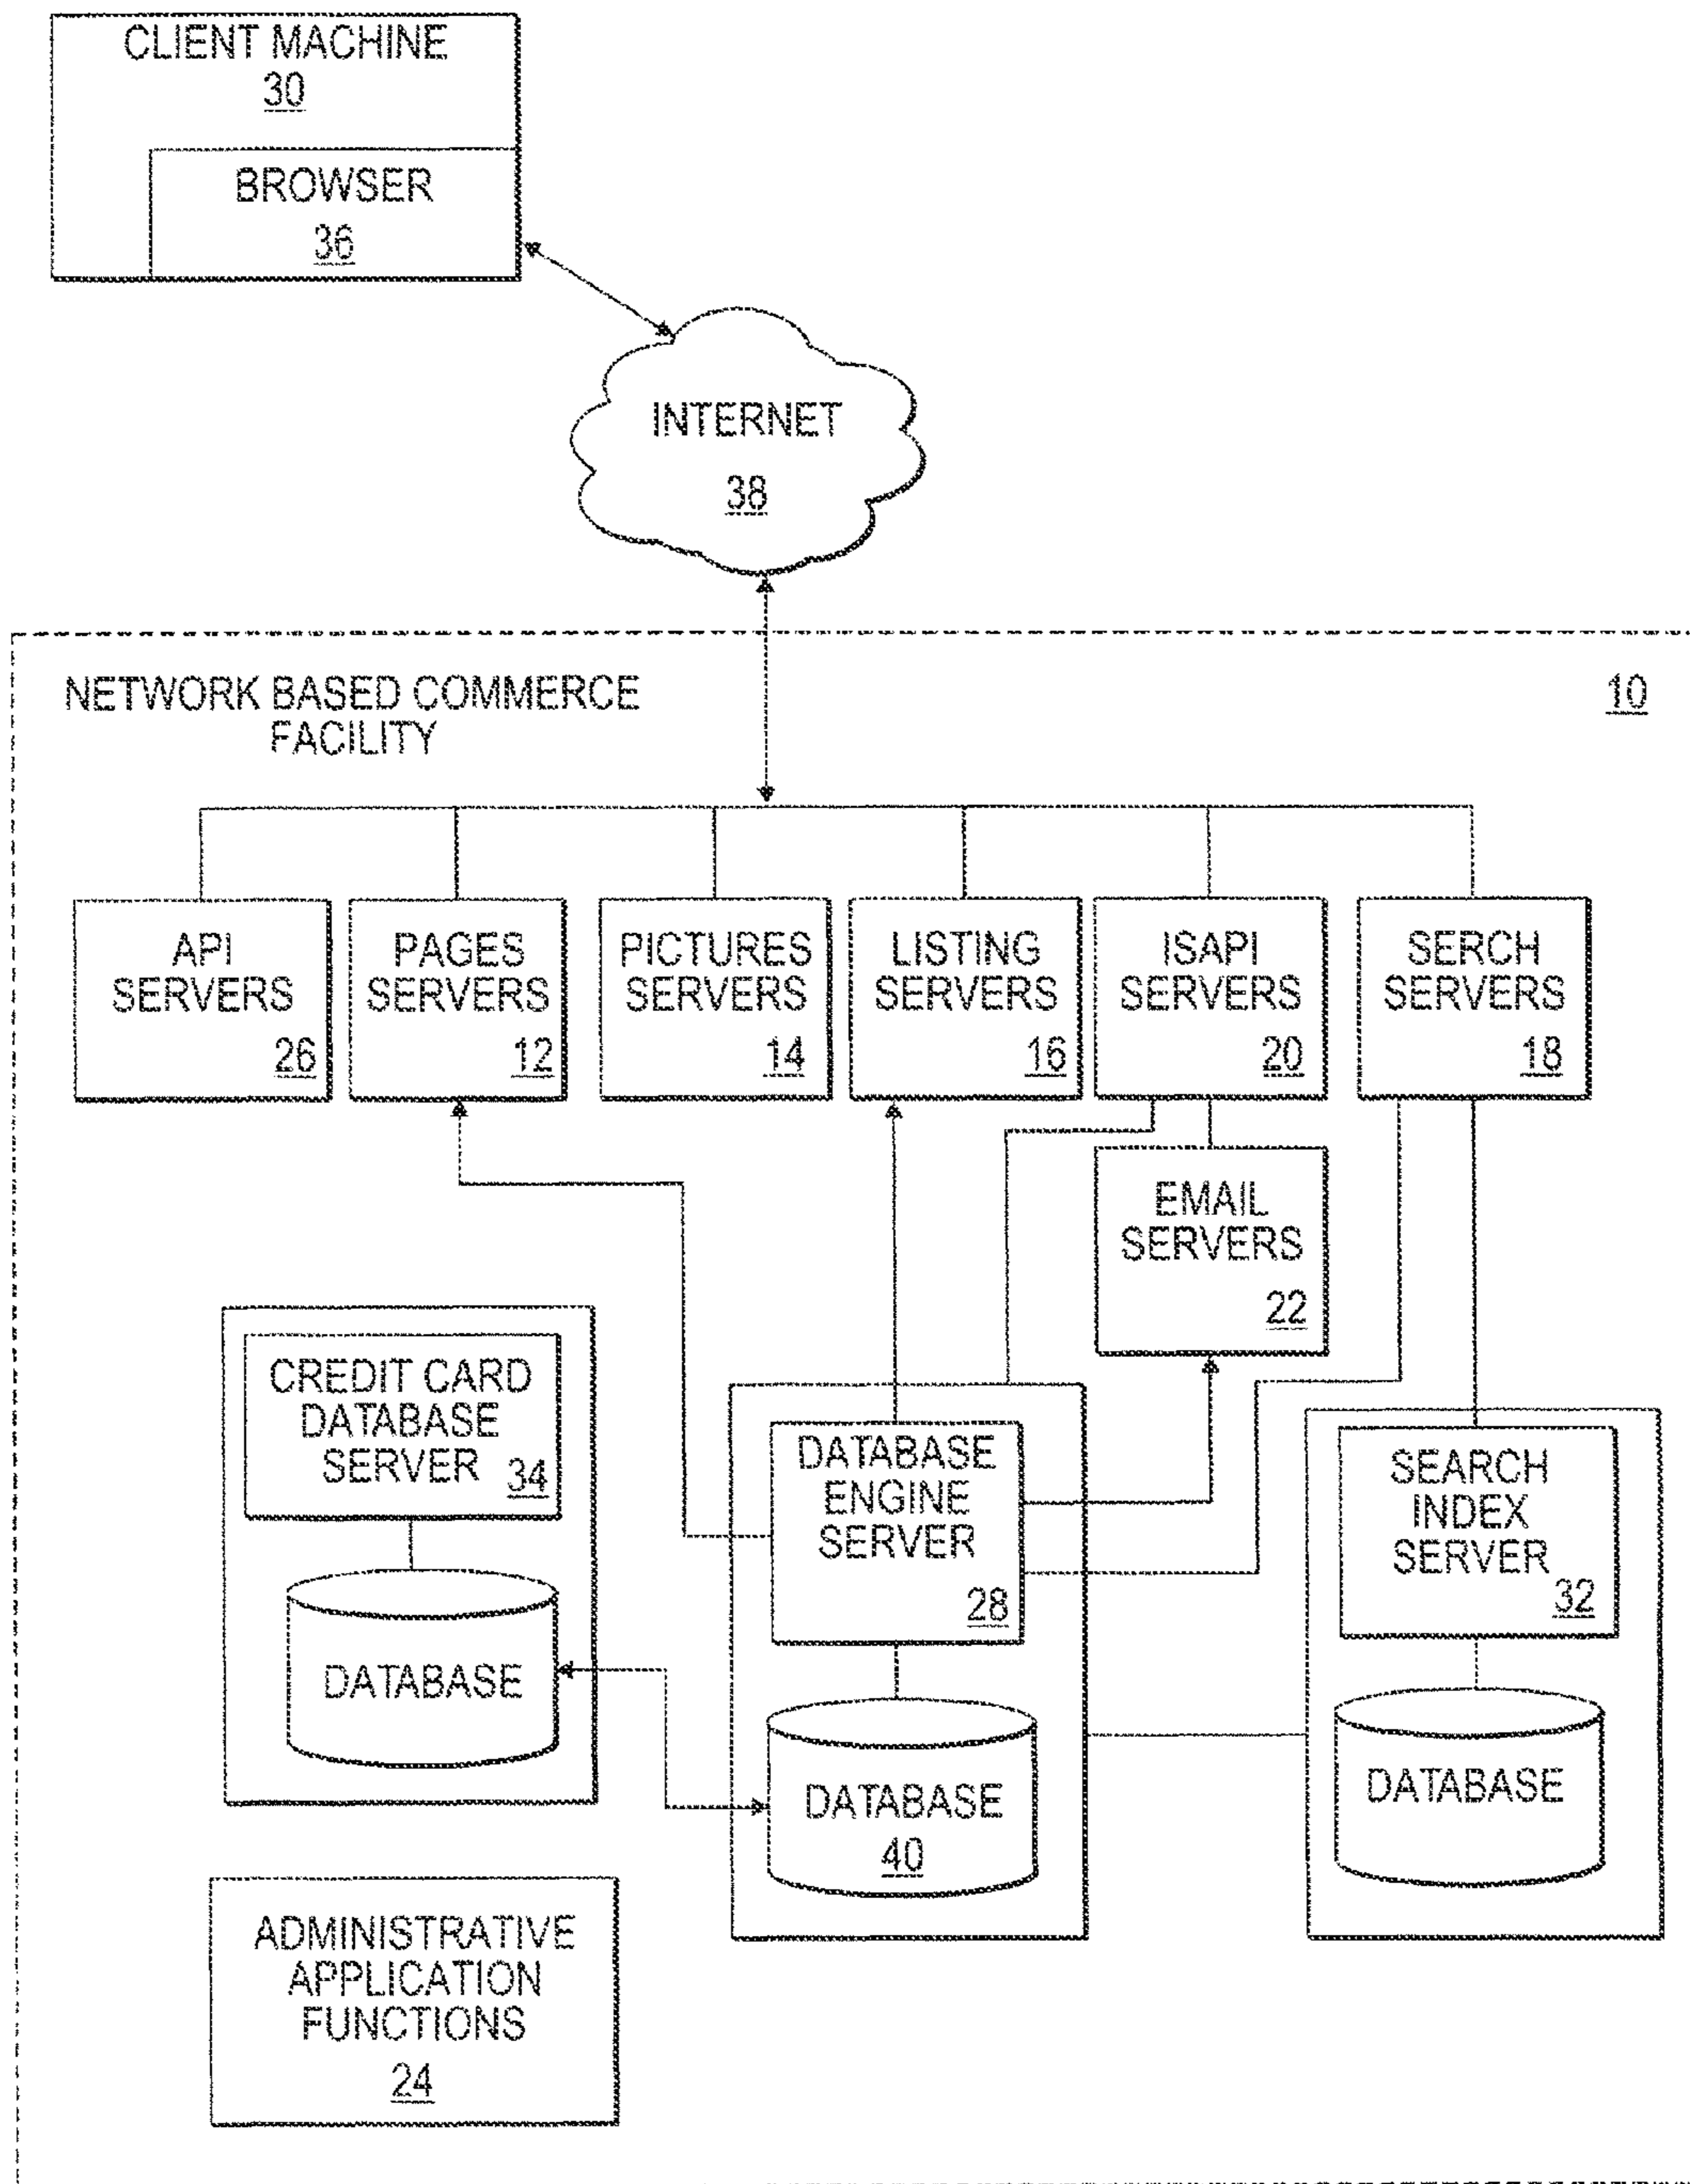 CLIENT MACHINE
30
BROWSER
36
INTERNET
38
NETWORK BASED COMMERCE
FACILITY
10
API
SERVERS
26
PAGES
SERVERS
12
PICTURES
SERVERS
14
LISTING
SERVERS
16
ISAPI
SERVERS
20
SERCH
SERVERS
18
EMAIL
SERVERS
22
CREDIT CARD
DATABASE
SERVER
34
DATABASE
DATABASE
ENGINE
SERVER
28
DATABASE
40
SEARCH
INDEX
SERVER
32
DATABASE
ADMINISTRATIVE
APPLICATION
FUNCTIONS
24